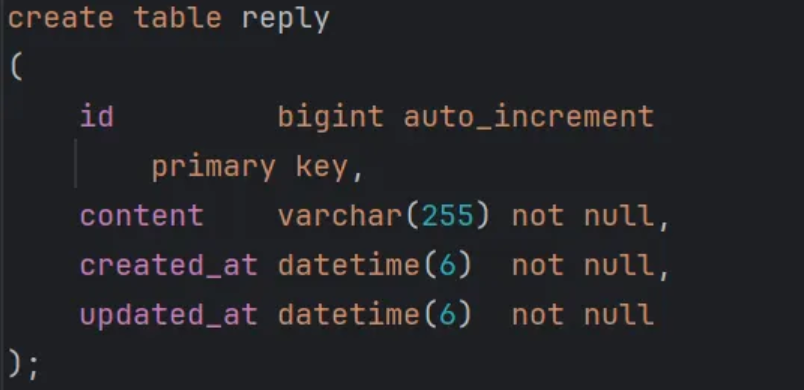 create table reply
(
    id         bigint auto_increment
        primary key,
    content    varchar(255) not null,
    created_at datetime(6)  not null,
    updated_at datetime(6)  not null
);